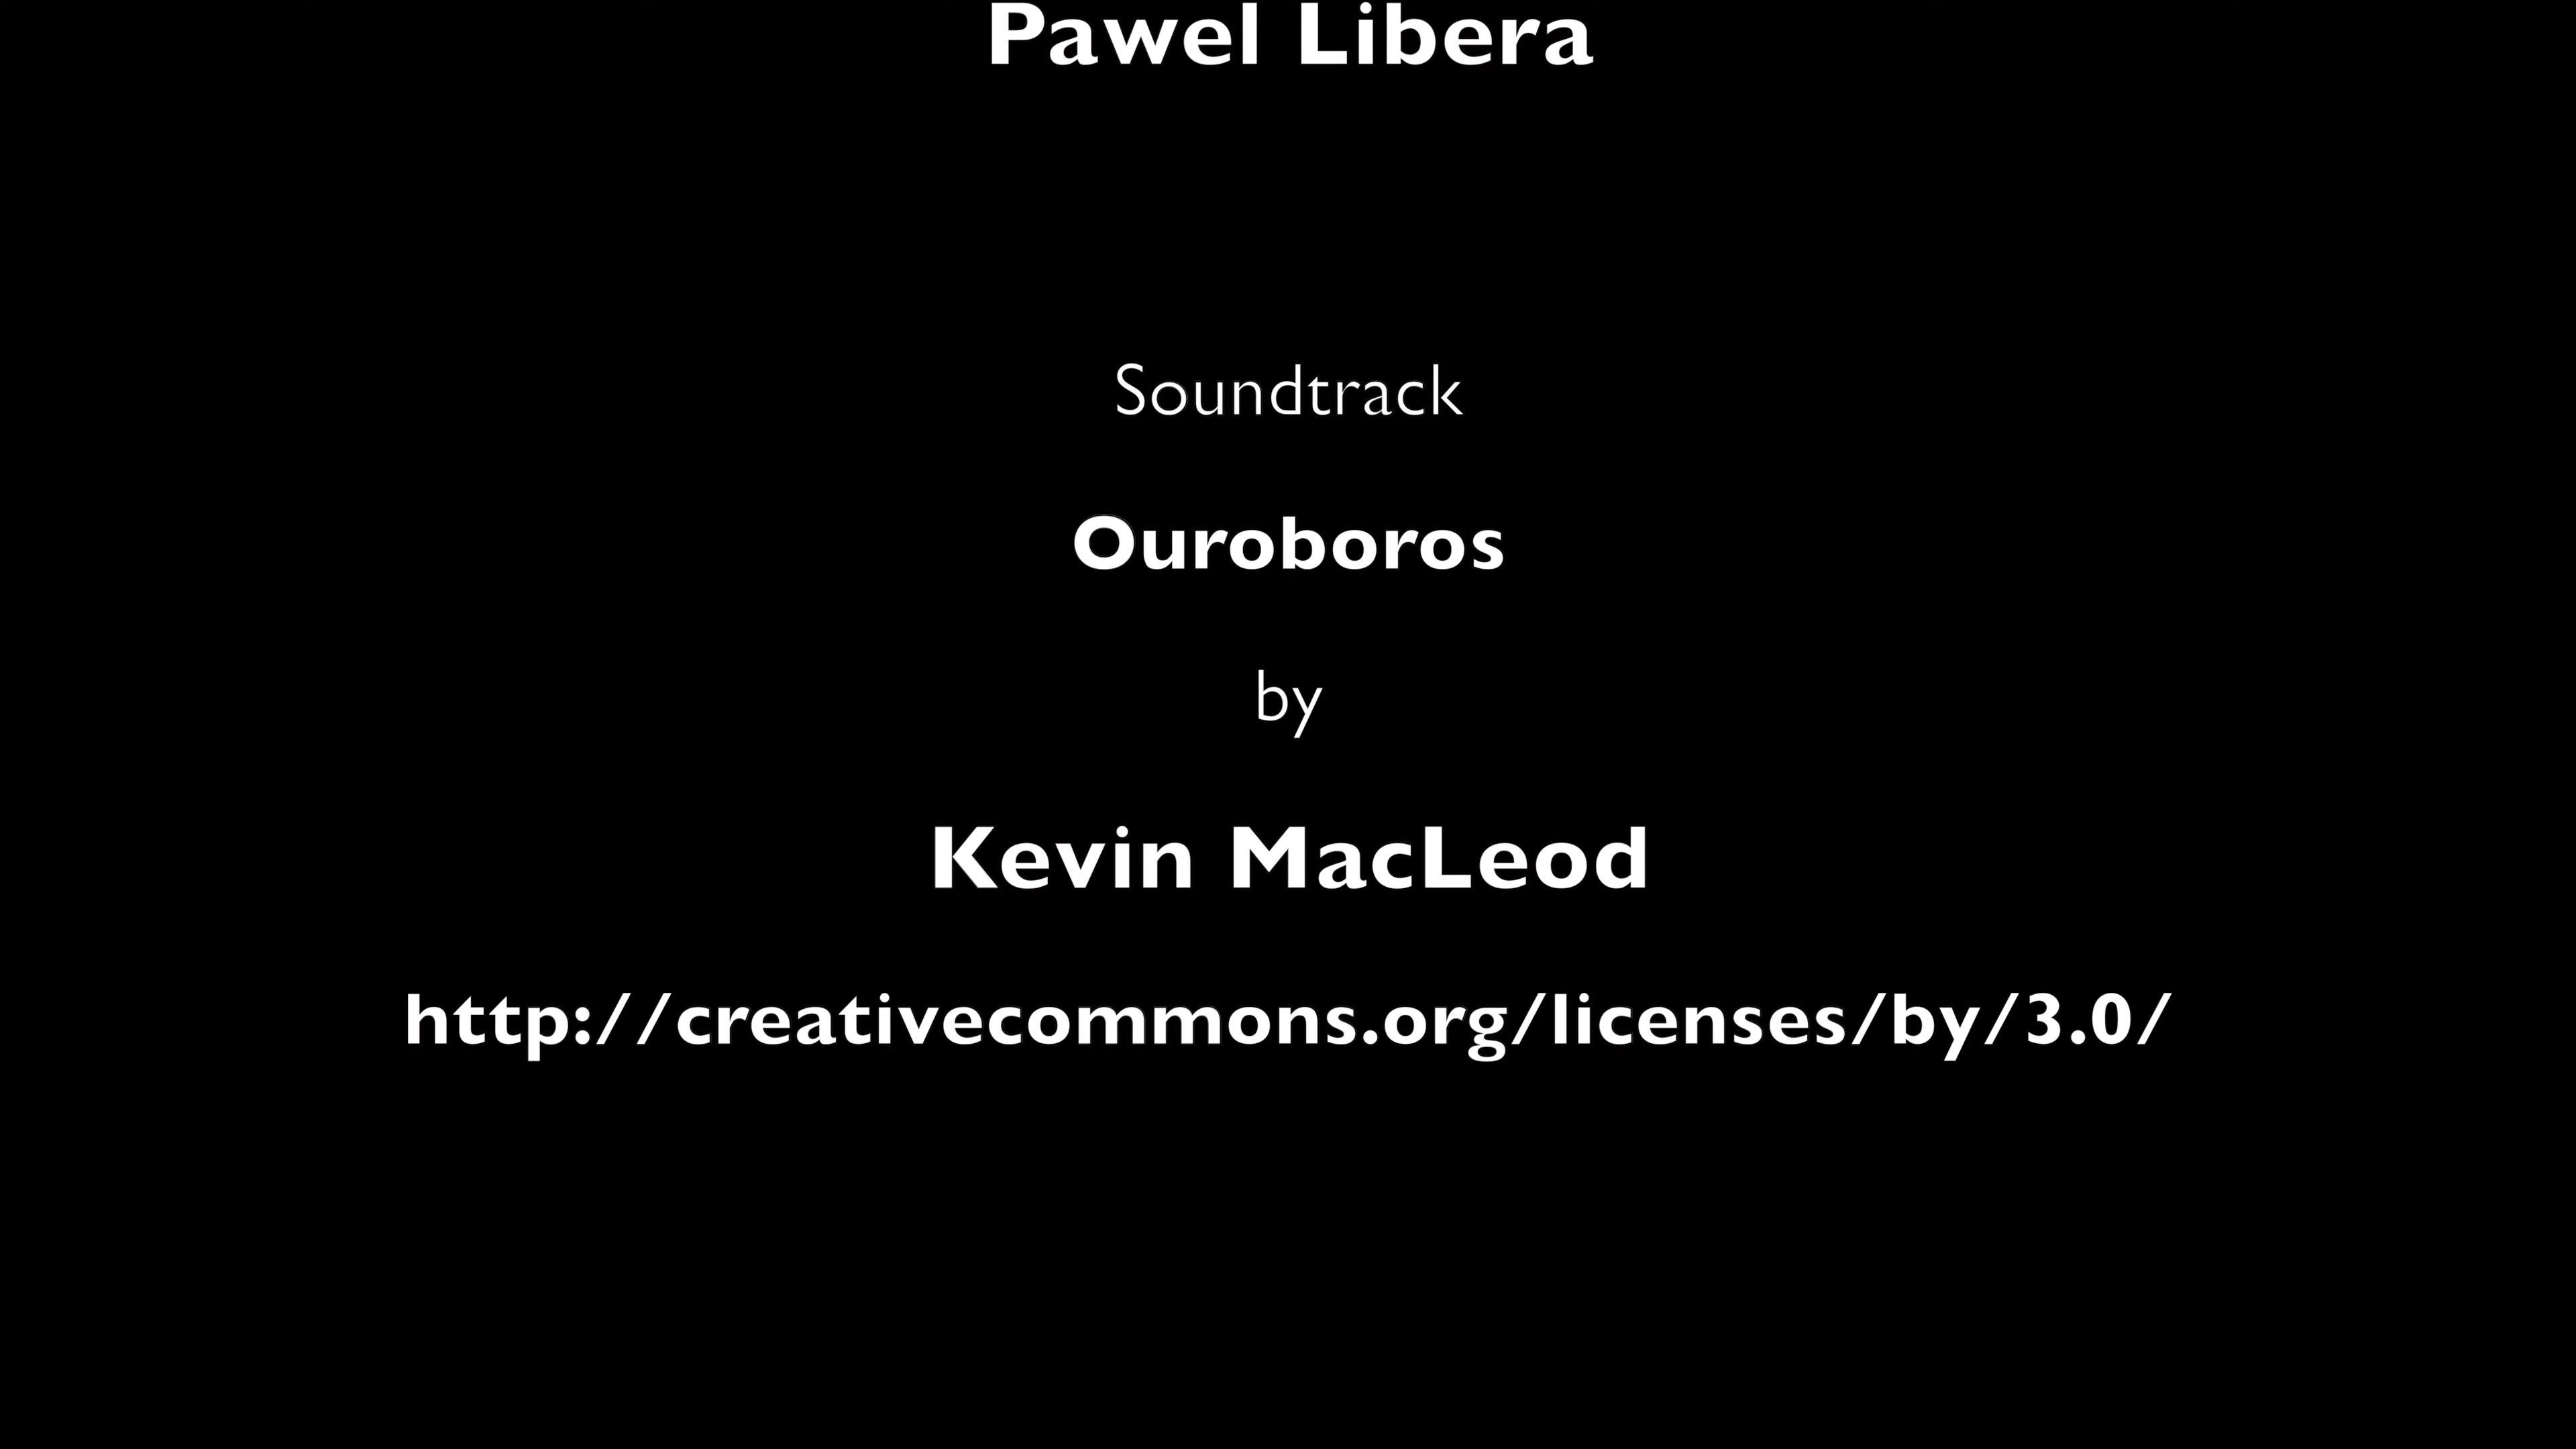 Pawel Libera
Soundtrack
Ouroboros
by
Kevin MacLeod
http://creativecommons.org/licenses/by/3.0/